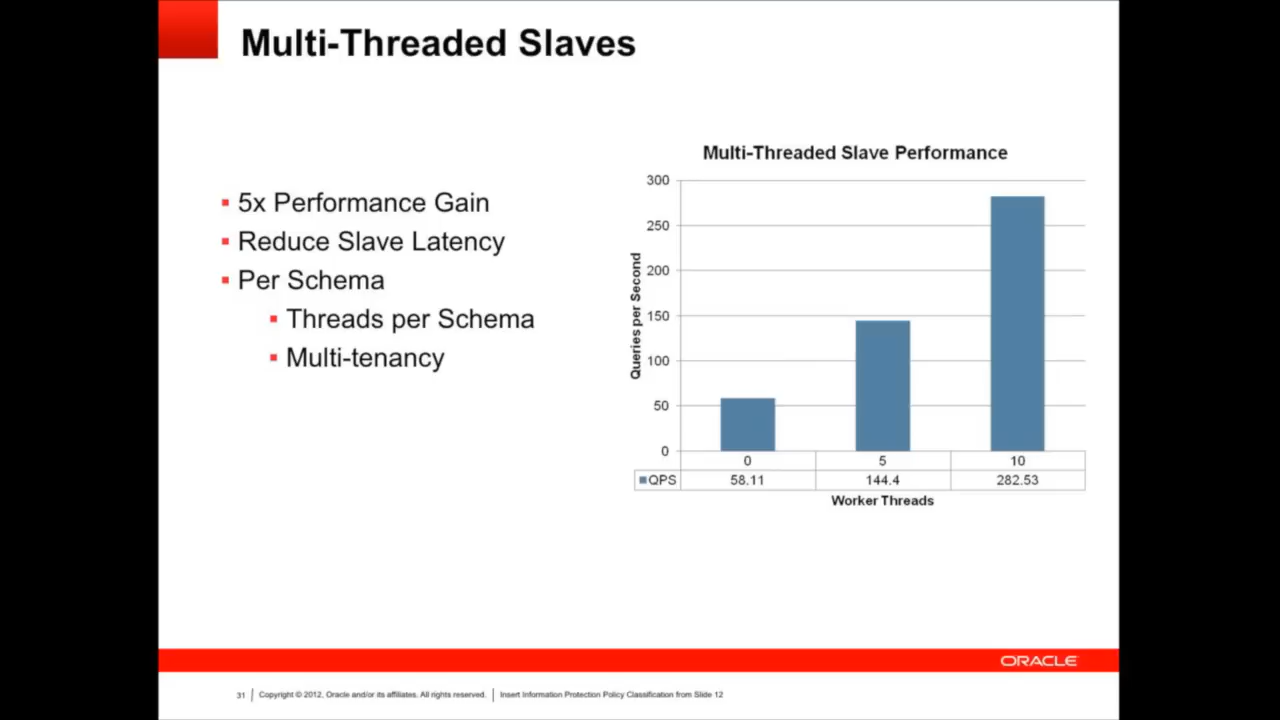 Multi-Threaded Slaves
5x Performance Gain
Reduce Slave Latency
Per Schema
Threads per Schema
Multi-tenancy
Multi-Threaded Slave Performance
Queries per Second
300
250
200
150
100
50
0
0 5 10
QPS 58.11 144.4 282.53
Worker Threads
ORACLE
31 Copyright © 2012, Oracle and/or its affiliates. All rights reserved. Insert Information Protection Policy Classification from Slide 12